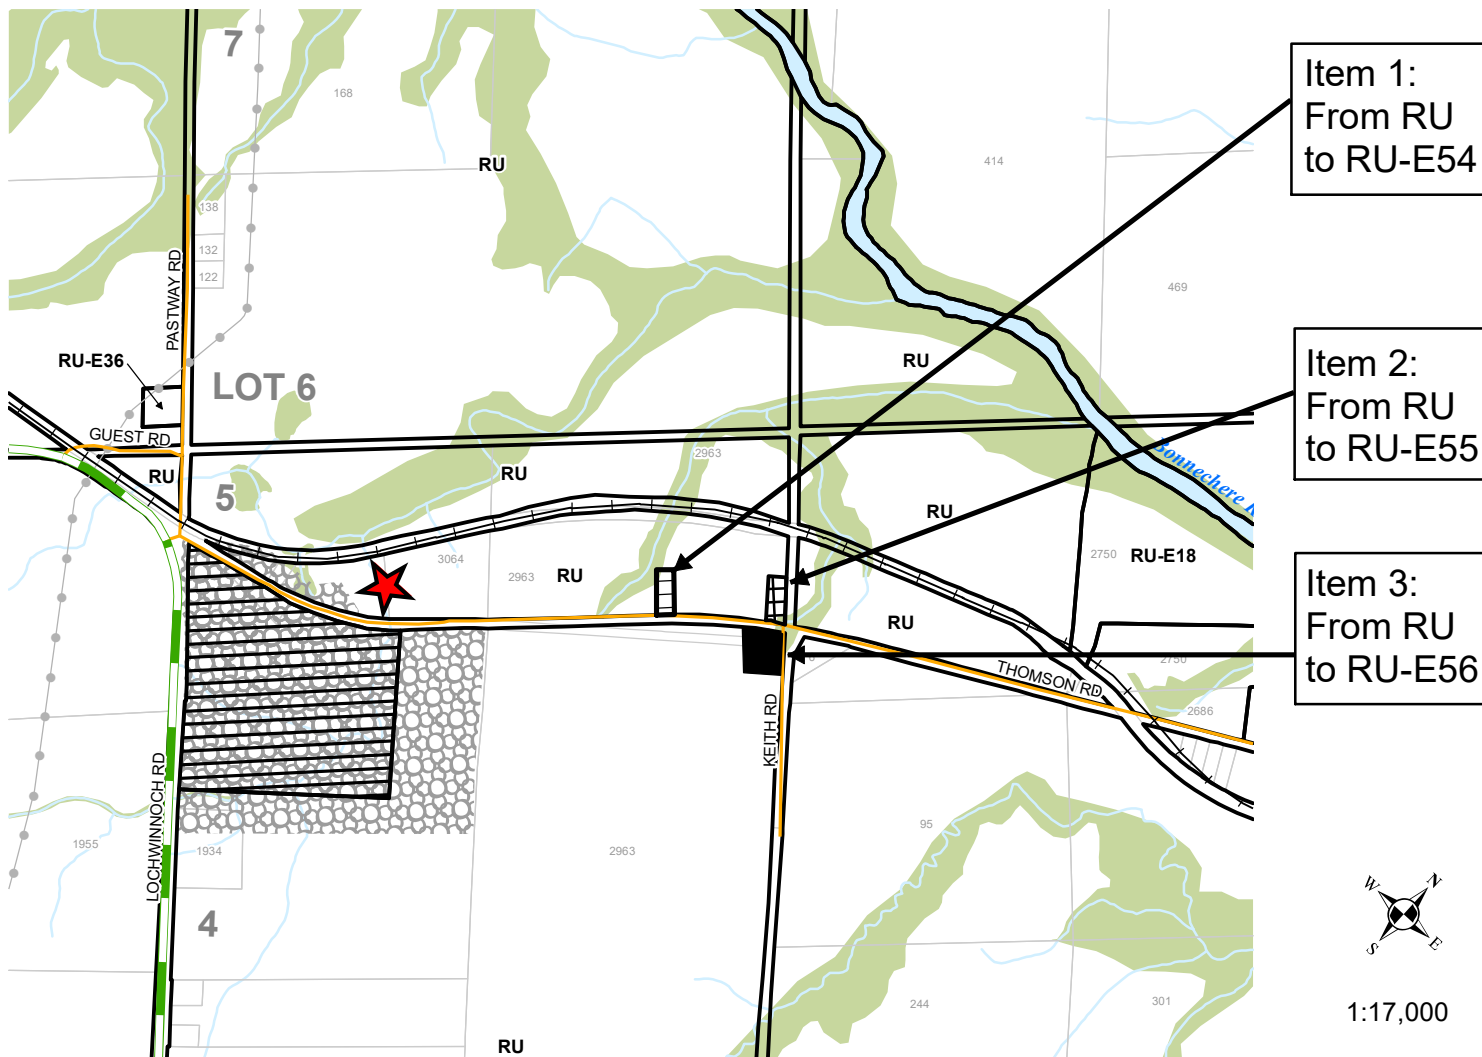 7
168
RU
414
Item 1:
From RU
to RU-E54
138
132
122
PASTWAY RD
469
RU-E36
LOT 6
RU
Item 2:
From RU
to RU-E55
GUEST RD
RU
5
RU
2963
Bonnechere
RU
3064
2963
RU
2750
RU-E18
Item 3:
From RU
to RU-E56
RU
THOMSON RD
2750
2686
KEITH RD
LOCHWINNOCH RD
1955
1934
2963
95
4
W
N
S
E
244
301
1:17,000
RU